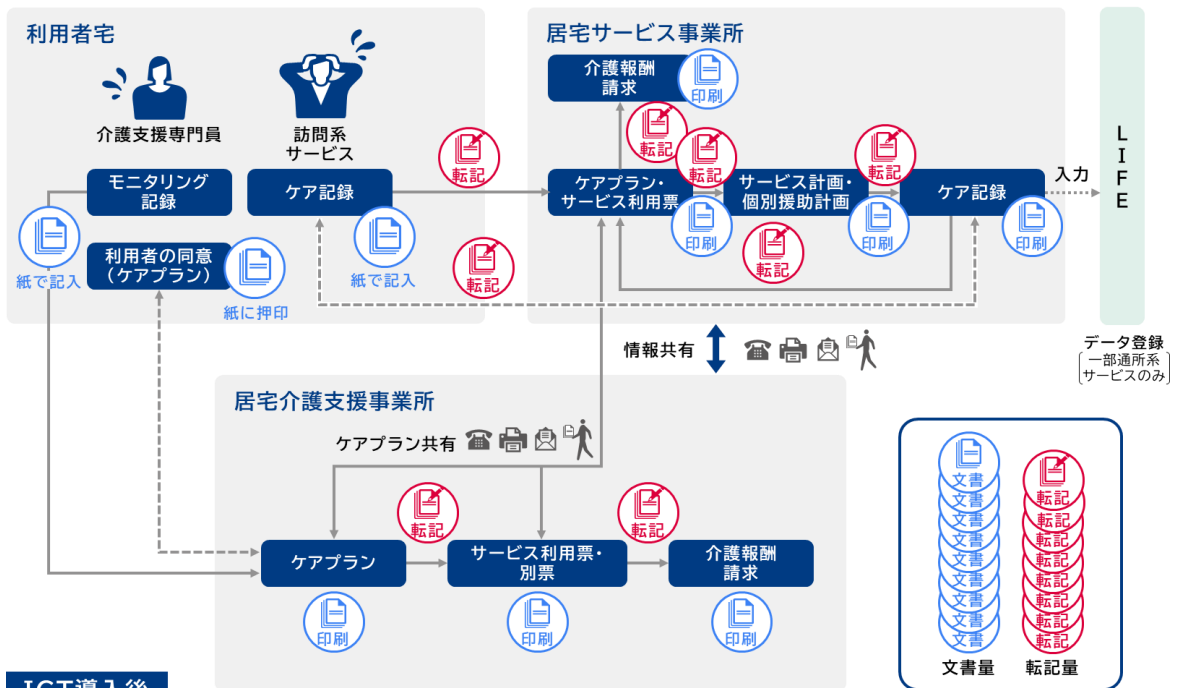 利用者宅
介護支援専門員
訪問系
サービス
モニタリング
記録
ケア記録
紙で記入
利用者の同意
（ケアプラン）
紙に押印
紙で記入
転記
転記
居宅サービス事業所
介護報酬
請求
印刷
転記
転記
転記
ケアプラン・
サービス利用票
印刷
サービス計画・
個別援助計画
印刷
ケア記録
印刷
転記
入力
LIFE
データ登録
一部通所系
サービスのみ
情報共有
居宅介護支援事業所
ケアプラン共有
転記
転記
ケアプラン
サービス利用票・
別票
介護報酬
請求
印刷
印刷
印刷
文書
文書
文書
文書
文書
文書
文書
文書
文書
文書量
転記
転記
転記
転記
転記
転記
転記
転記
転記量
ICT導入後